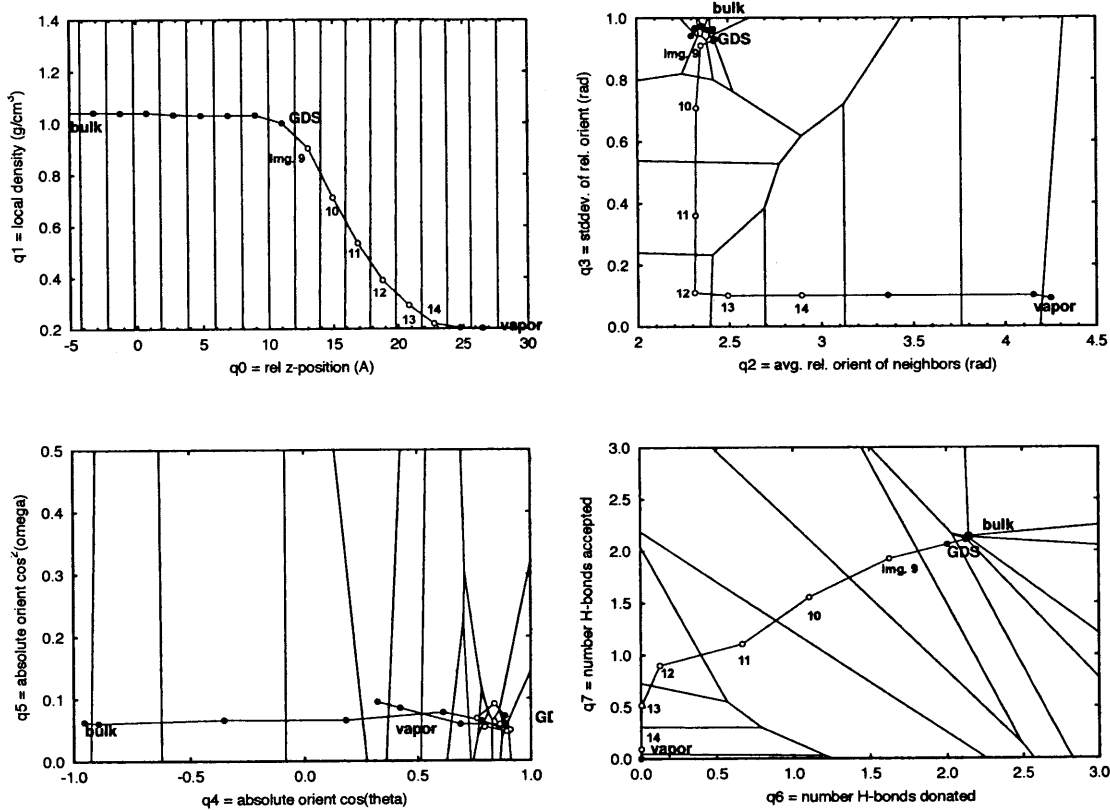 1.4
1.2
1.0
0.8
0.6
0.4
0.2
q1 = local density (g/cm³)
bulk
GDS
Img. 9
10
11
12
13
14
vapor
-5
0
5
10
15
20
25
30
q0 = rel z-position (A)
1.0
0.8
0.6
0.4
0.2
0.0
q3 = stddev. of rel. orient (rad)
bulk
GDS
Img. 9
10
11
12
13
14
vapor
2
2.5
3
3.5
4
4.5
q2 = avg. rel. orient of neighbors (rad)
0.5
0.4
0.3
0.2
0.1
0.0
q5 = absolute orient cos²(omega)
bulk
vapor
GD
-1.0
-0.5
0.0
0.5
1.0
q4 = absolute orient cos(theta)
3.0
2.5
2.0
1.5
1.0
0.5
0.0
q7 = number H-bonds accepted
bulk
GDS
Img. 9
10
11
12
13
14
vapor
0.0
0.5
1.0
1.5
2.0
2.5
3.0
q6 = number H-bonds donated